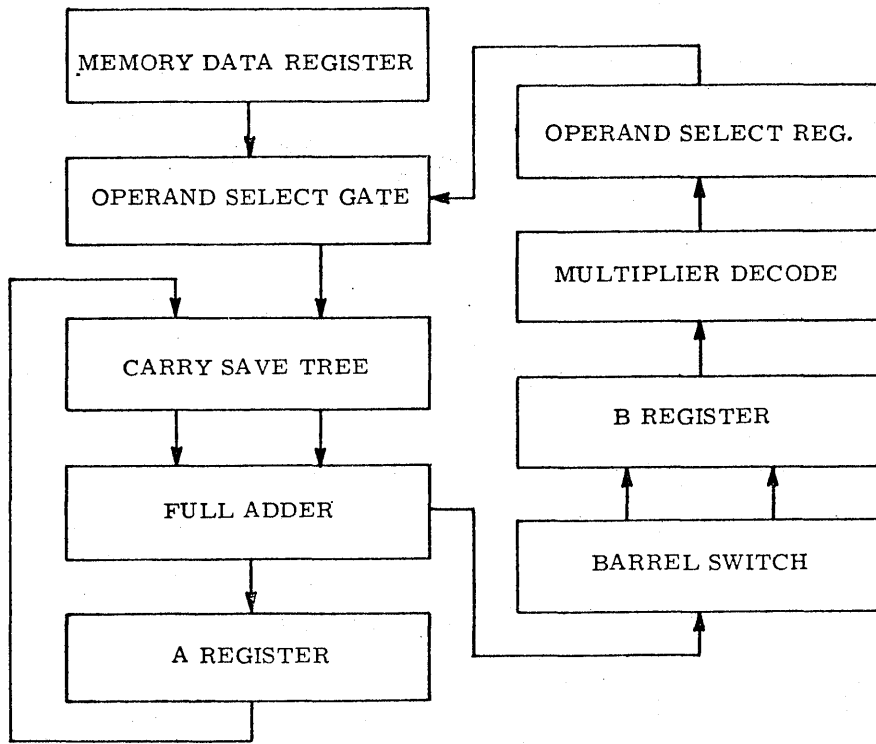 MEMORY DATA REGISTER
OPERAND SELECT GATE
CARRY SAVE TREE
FULL ADDER
A REGISTER
OPERAND SELECT REG.
MULTIPLIER DECODE
B REGISTER
BARREL SWITCH